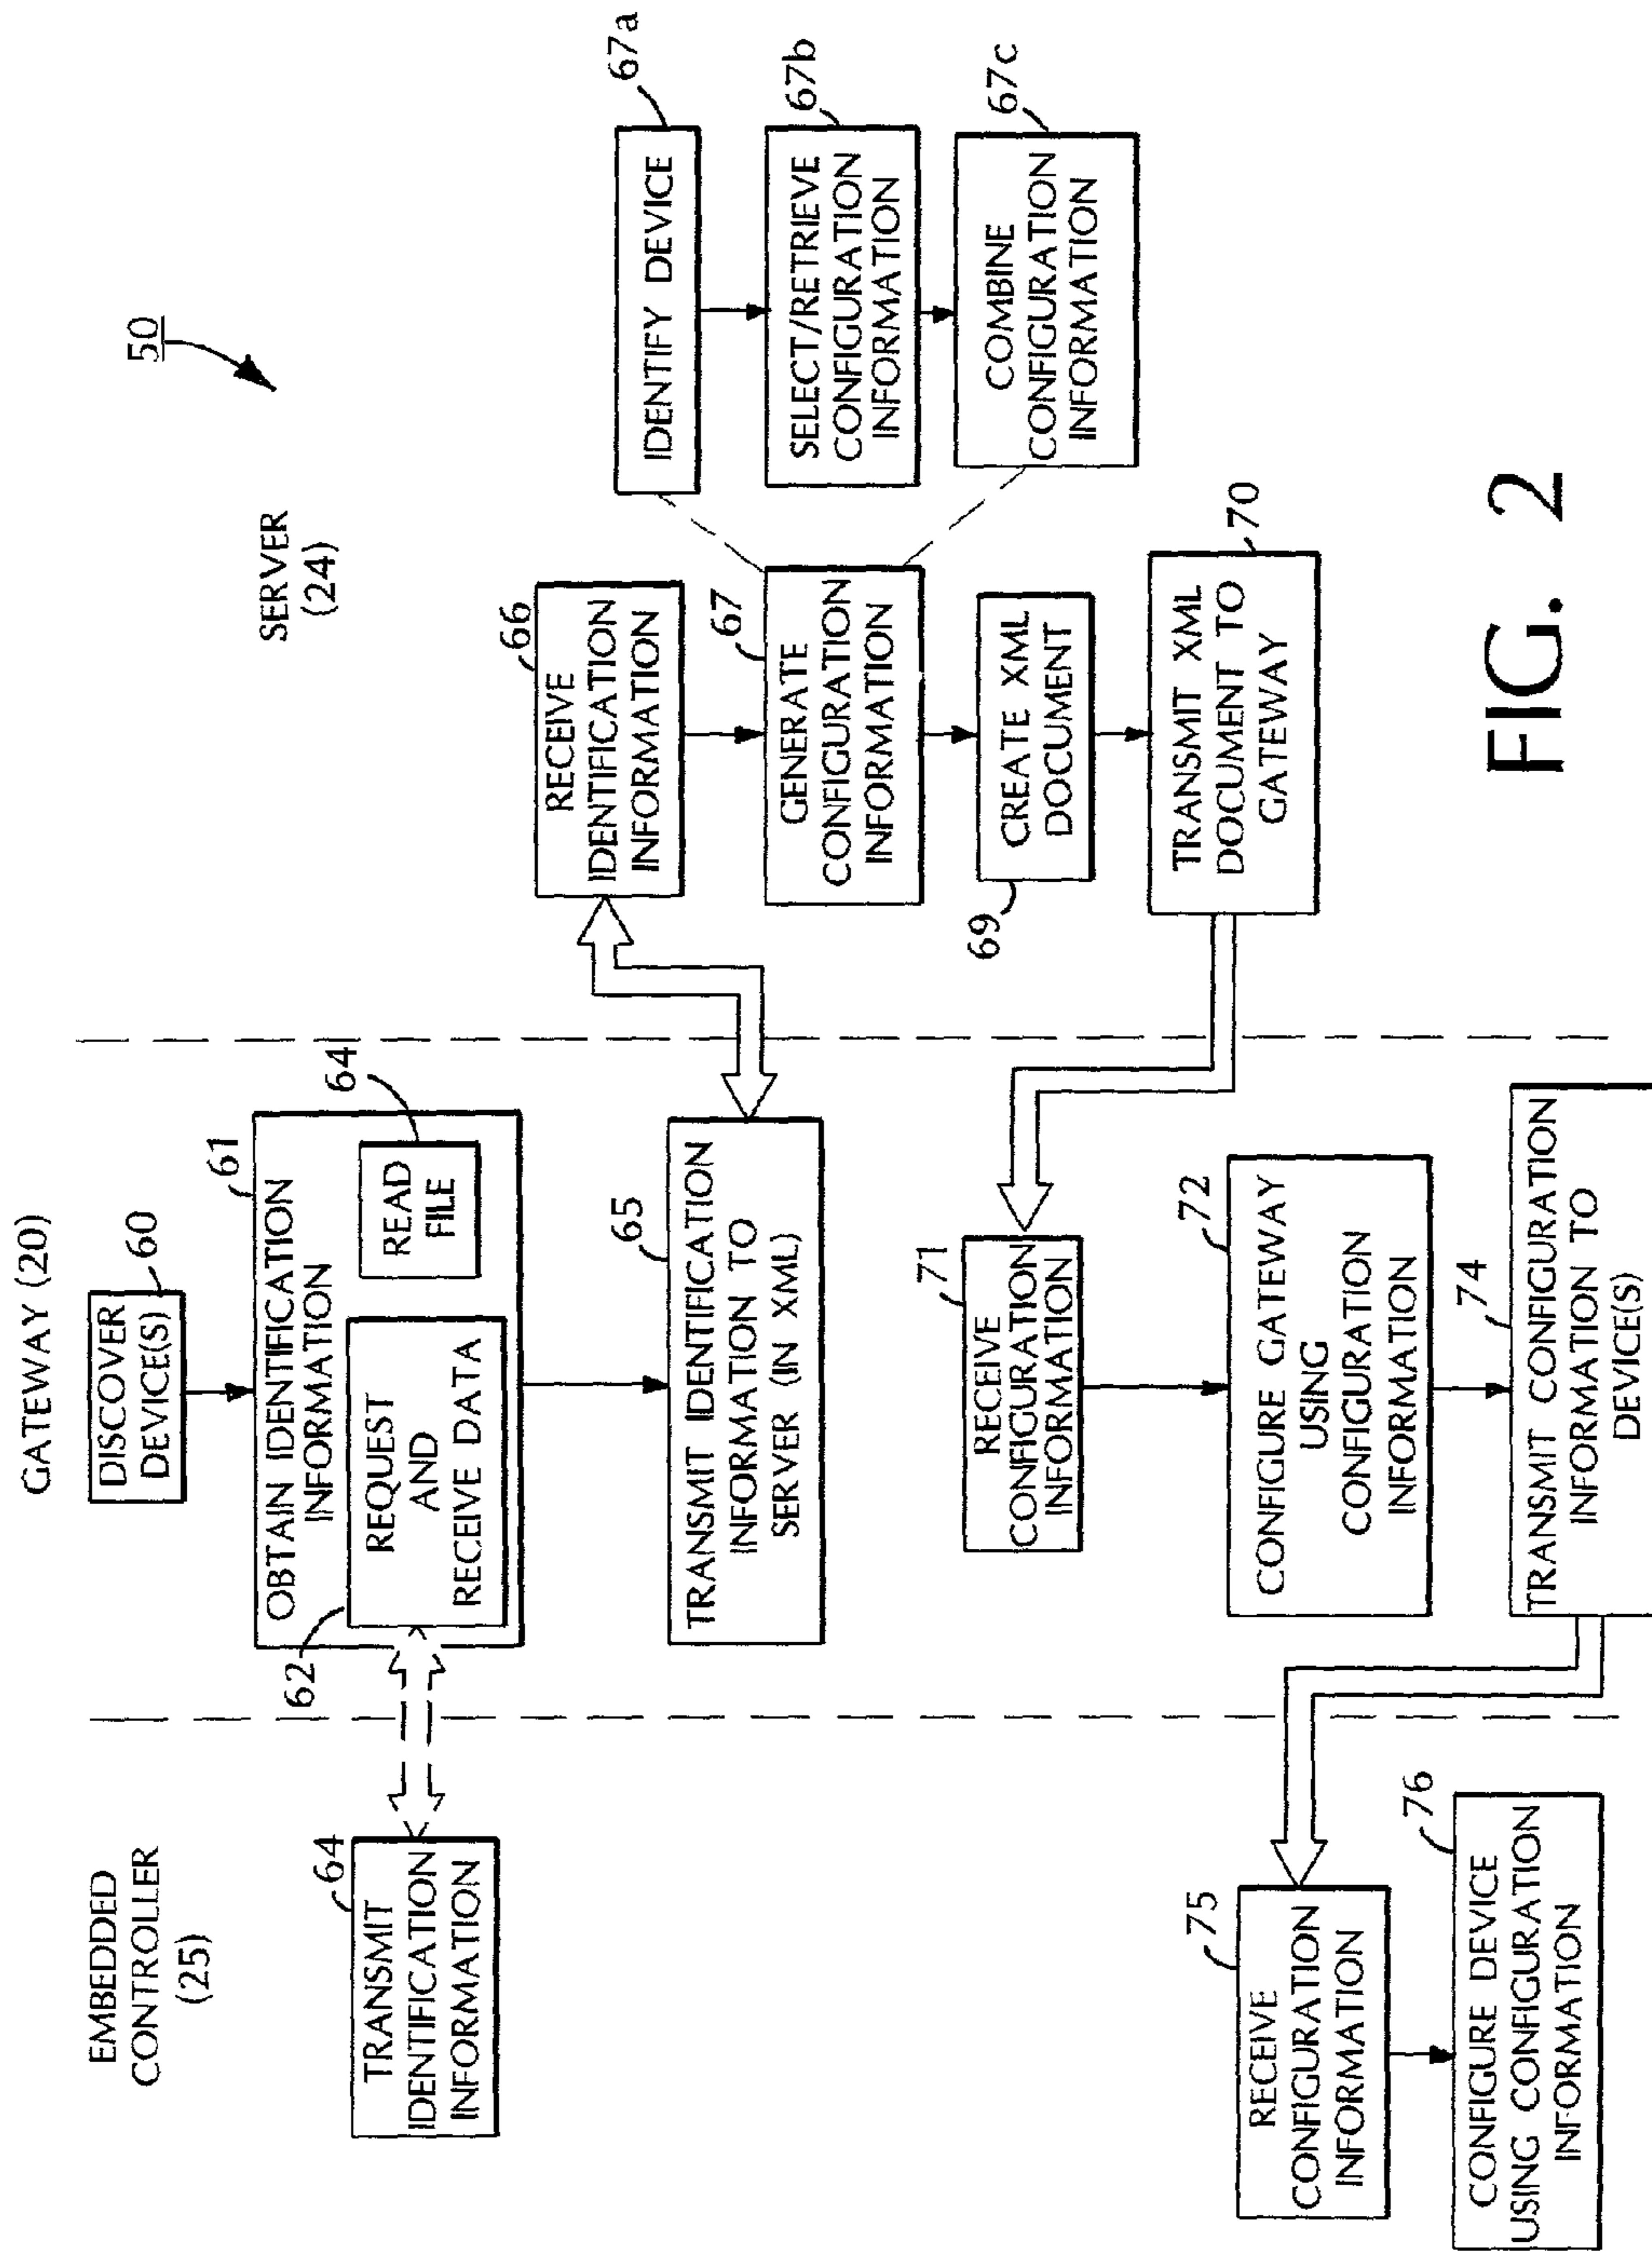 50
EMBEDDED
CONTROLLER
(25)
64
TRANSMIT
IDENTIFICATION
INFORMATION
75
RECEIVE
CONFIGURATION
INFORMATION
76
CONFIGURE DEVICE
USING CONFIGURATION
INFORMATION
GATEWAY (20)
DISCOVER
DEVICE(S)
60
61
OBTAIN IDENTIFICATION
INFORMATION
62
REQUEST
AND
RECEIVE DATA
64
READ
FILE
65
TRANSMIT IDENTIFICATION
INFORMATION TO
SERVER (IN XML)
71
RECEIVE
CONFIGURATION
INFORMATION
72
CONFIGURE GATEWAY
USING
CONFIGURATION
INFORMATION
74
TRANSMIT CONFIGURATION
INFORMATION TO
DEVICE(S)
SERVER
(24)
66
RECEIVE
IDENTIFICATION
INFORMATION
67
GENERATE
CONFIGURATION
INFORMATION
69
CREATE XML
DOCUMENT
70
TRANSMIT XML
DOCUMENT TO
GATEWAY
67a
IDENTIFY DEVICE
67b
SELECT/RETRIEVE
CONFIGURATION
INFORMATION
67c
COMBINE
CONFIGURATION
INFORMATION
FIG. 2